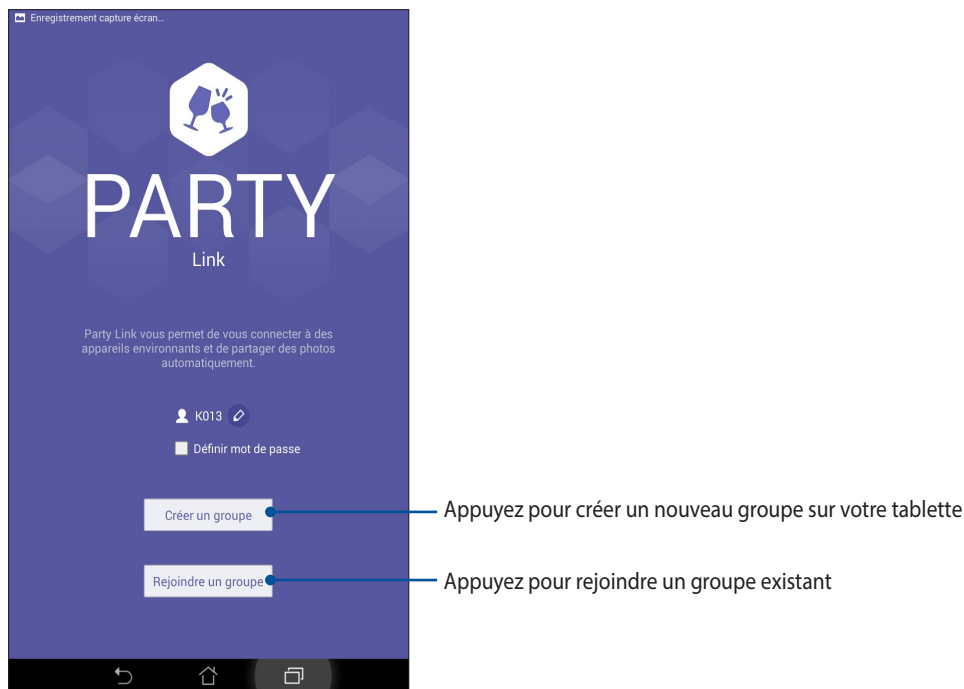 Enregistrement capture écran...
PARTY
Link
Party Link vous permet de vous connecter à des
appareils environnants et de partager des photos
automatiquement.
K013
Définir mot de passe
Créer un groupe
Appuyez pour créer un nouveau groupe sur votre tablette
Rejoindre un groupe
Appuyez pour rejoindre un groupe existant